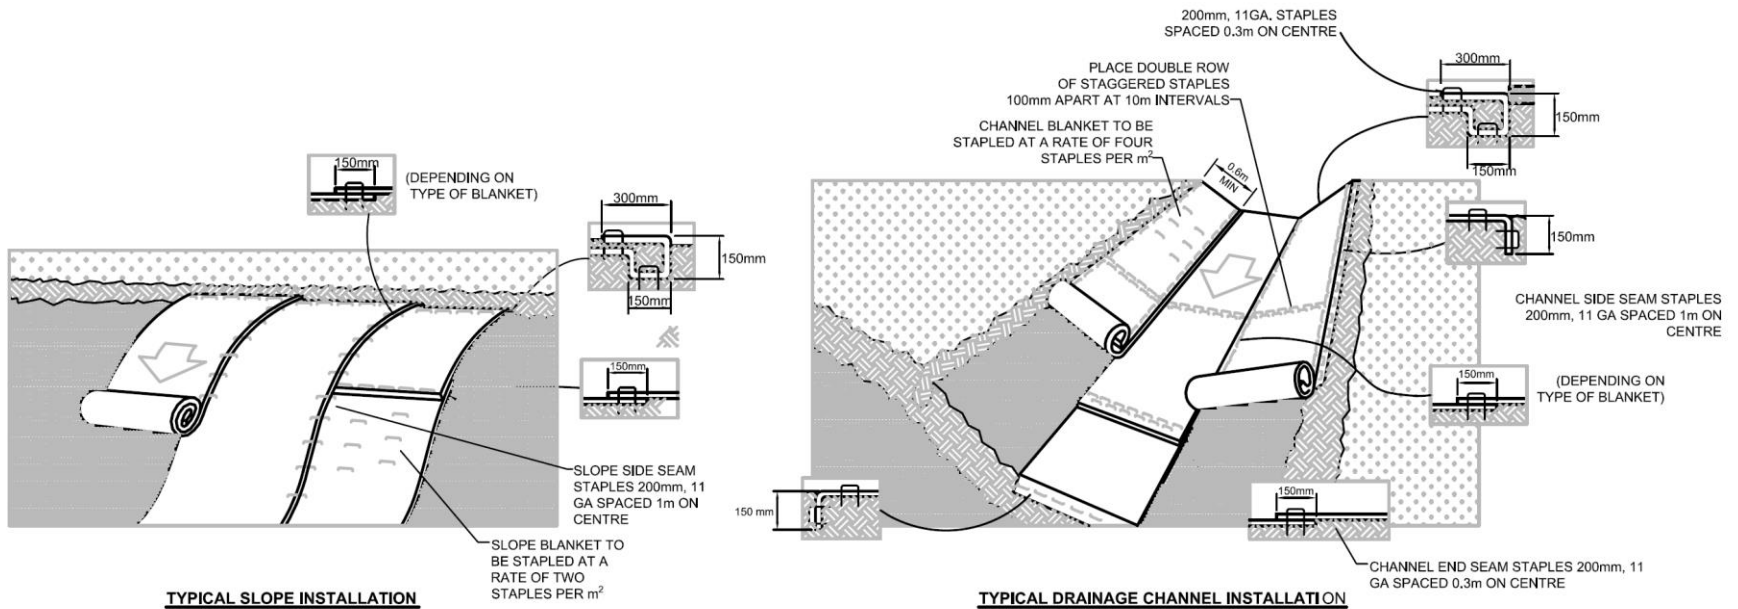 150mm
(DEPENDING ON
TYPE OF BLANKET)
300mm
150mm
150mm
150mm
SLOPE SIDE SEAM
STAPLES 200mm, 11
GA SPACED 1m ON
CENTRE
SLOPE BLANKET TO
BE STAPLED AT A
RATE OF TWO
STAPLES PER m²
TYPICAL SLOPE INSTALLATION
200mm, 11GA. STAPLES
SPACED 0.3m ON CENTRE
PLACE DOUBLE ROW
OF STAGGERED STAPLES
100mm APART AT 10m INTERVALS
CHANNEL BLANKET TO BE
STAPLED AT A RATE OF FOUR
STAPLES PER m²
0.6m
MIN
300mm
150mm
150mm
150mm
CHANNEL SIDE SEAM STAPLES
200mm, 11 GA SPACED 1m ON
CENTRE
150mm
(DEPENDING ON
TYPE OF BLANKET)
150 mm
150mm
CHANNEL END SEAM STAPLES 200mm, 11
GA SPACED 0.3m ON CENTRE
TYPICAL DRAINAGE CHANNEL INSTALLATION